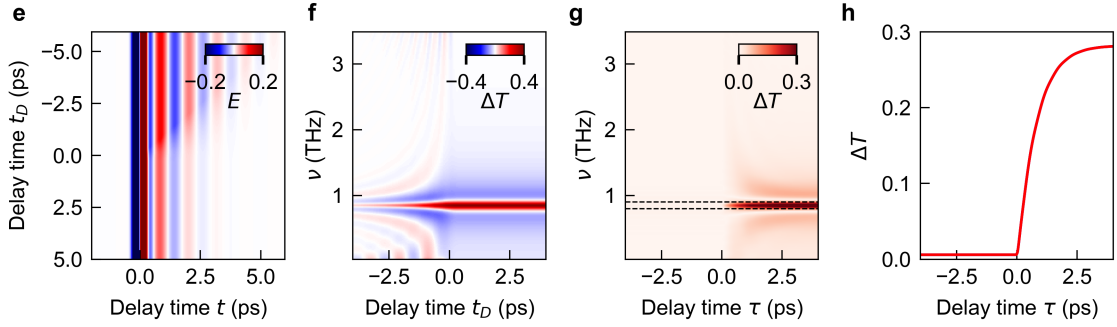 e
−5.0
−2.5
0.0
2.5
5.0
Delay time t_D (ps)
−0.2 0.2
E
0.0 2.5 5.0
Delay time t (ps)
f
3
2
1
ν (THz)
−0.4 0.4
ΔT
−2.5 0.0 2.5
Delay time t_D (ps)
g
3
2
1
ν (THz)
0.0 0.3
ΔT
−2.5 0.0 2.5
Delay time τ (ps)
h
0.3
0.2
0.1
0.0
ΔT
−2.5 0.0 2.5
Delay time τ (ps)